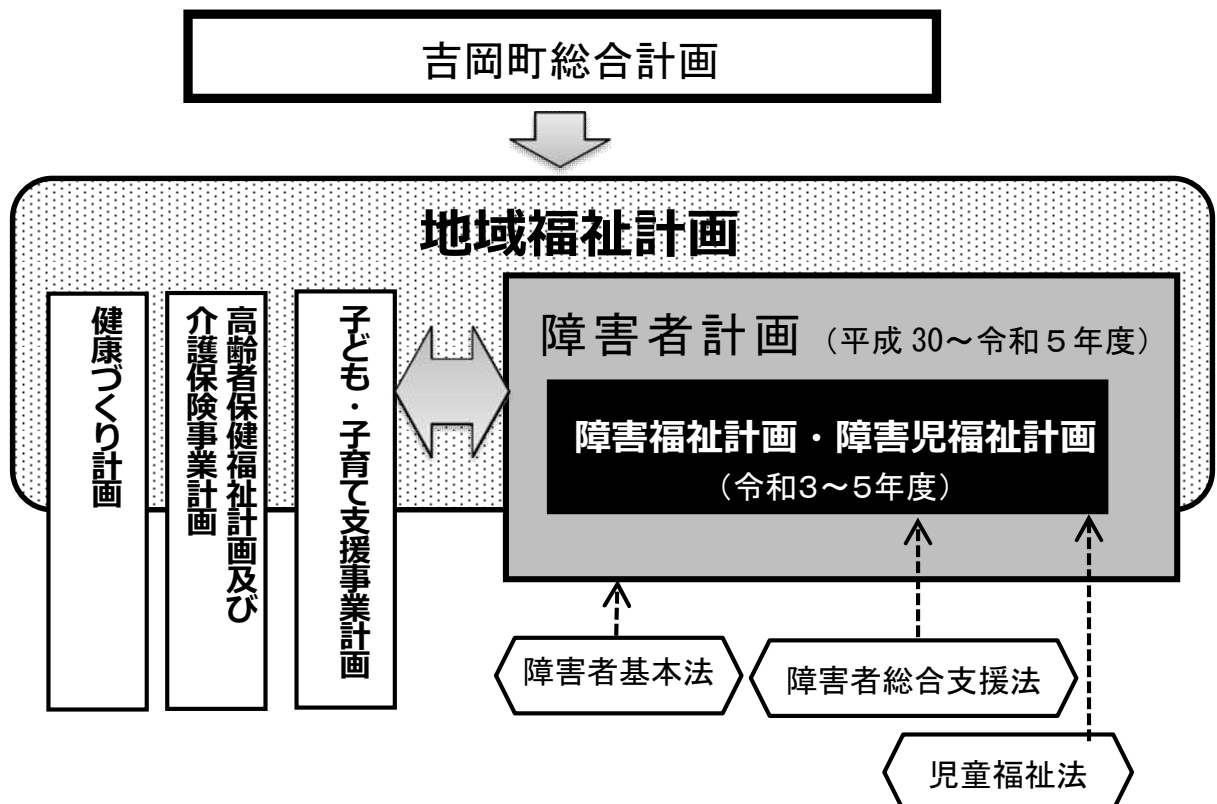 吉岡町総合計画
地域福祉計画
健康づくり計画
高齢者保健福祉計画及び
介護保険事業計画
子ども・子育て支援事業計画
障害者計画（平成30～令和５年度）
障害福祉計画・障害児福祉計画
（令和3～5年度）
障害者基本法
障害者総合支援法
児童福祉法